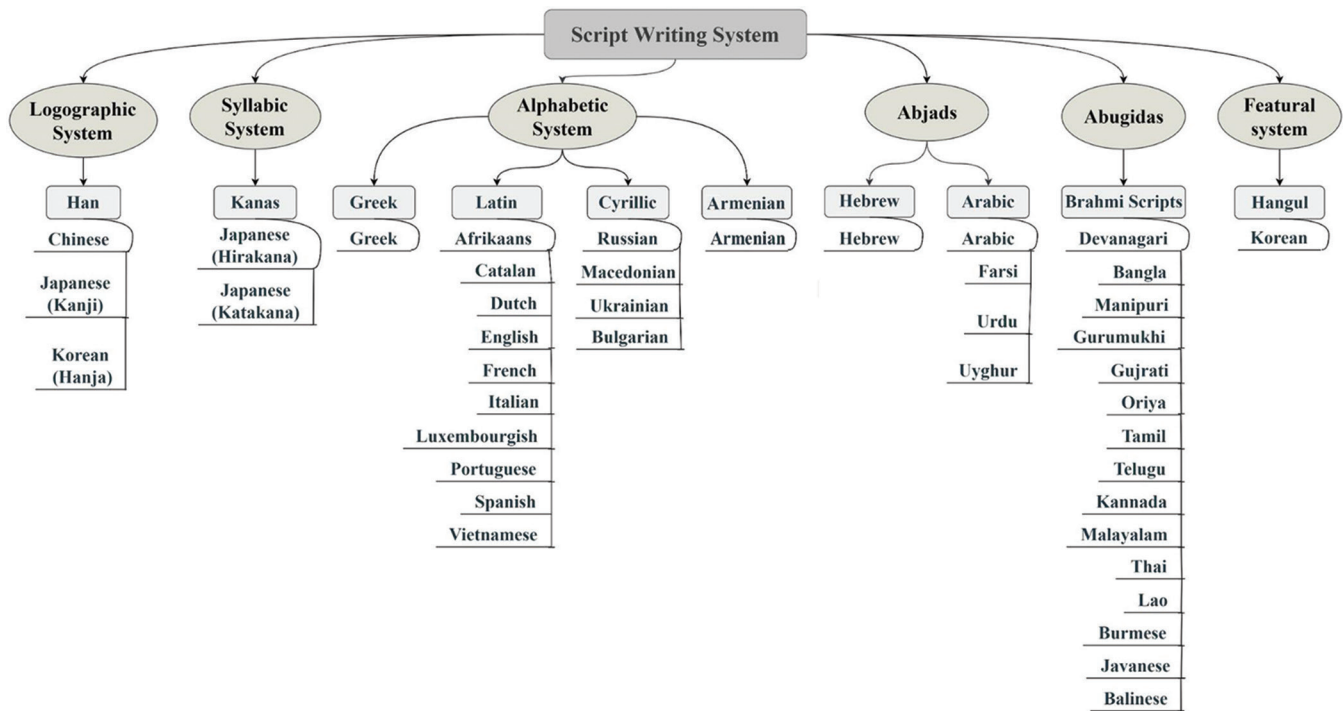 Script Writing System
Logographic
System
Syllabic
System
Alphabetic
System
Abjads
Abugidas
Featural
system
Han
Kanas
Greek
Latin
Cyrillic
Armenian
Hebrew
Arabic
Brahmi Scripts
Hangul
Chinese
Japanese
(Kanji)
Korean
(Hanja)
Japanese
(Hirakana)
Japanese
(Katakana)
Greek
Afrikaans
Catalan
Dutch
English
French
Italian
Luxembourgish
Portuguese
Spanish
Vietnamese
Russian
Macedonian
Ukrainian
Bulgarian
Armenian
Hebrew
Arabic
Farsi
Urdu
Uyghur
Devanagari
Bangla
Manipuri
Gurumukhi
Gujrati
Oriya
Tamil
Telugu
Kannada
Malayalam
Thai
Lao
Burmese
Javanese
Balinese
Korean